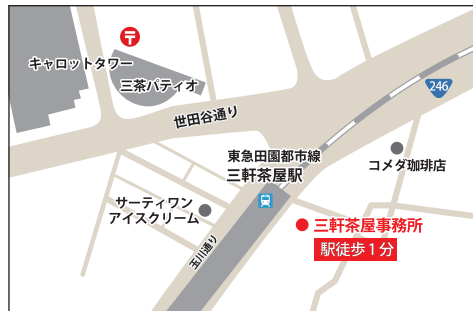 〒
キャロットタワー
三茶パティオ
246
世田谷通り
東急田園都市線
三軒茶屋駅
コメダ珈琲店
サーティワン
アイスクリーム
三軒茶屋事務所
駅徒歩1分
玉川通り